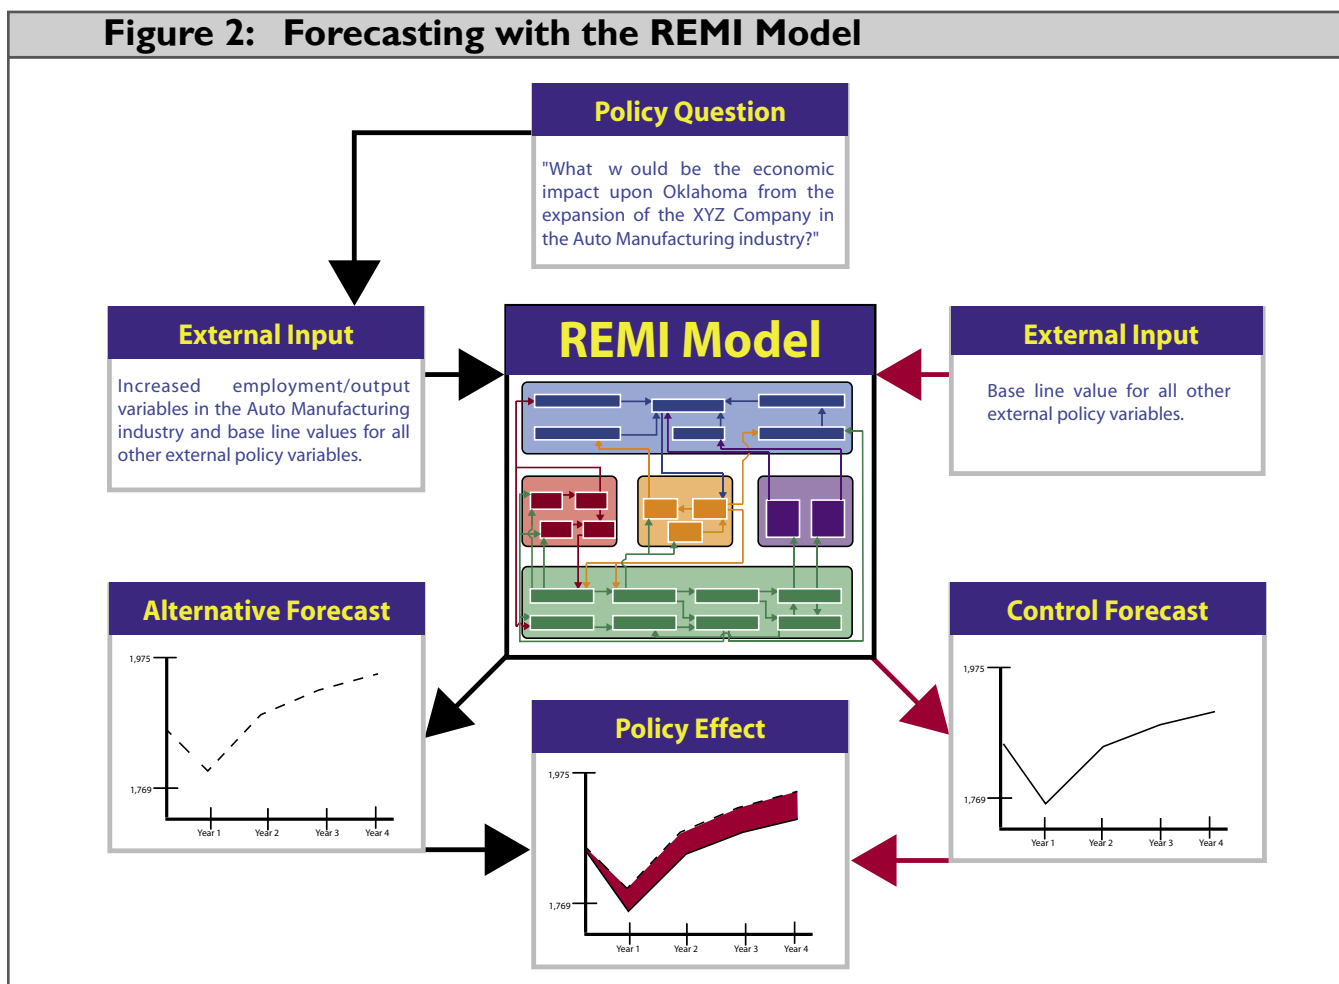 Figure 2: Forecasting with the REMI Model
Policy Question
"What w ould be the economic
impact upon Oklahoma from the
expansion of the XYZ Company in
the Auto Manufacturing industry?"
External Input
Increased employment/output
variables in the Auto Manufacturing
industry and base line values for all
other external policy variables.
REMI Model
External Input
Base line value for all other
external policy variables.
Alternative Forecast
1,975
1,769
Year 1 Year 2 Year 3 Year 4
Policy Effect
1,975
1,769
Year 1 Year 2 Year 3 Year 4
Control Forecast
1,975
1,769
Year 1 Year 2 Year 3 Year 4